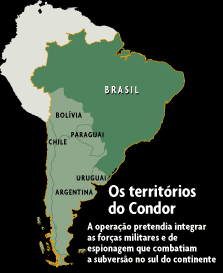 BRASIL
BOLÍVIA
PARAGUAI
CHILE
URUGUAI
ARGENTINA
Os territórios
do Condor
A operação pretendia integrar
as forças militares e de
espionagem que combatiam
a subversão no sul do continente